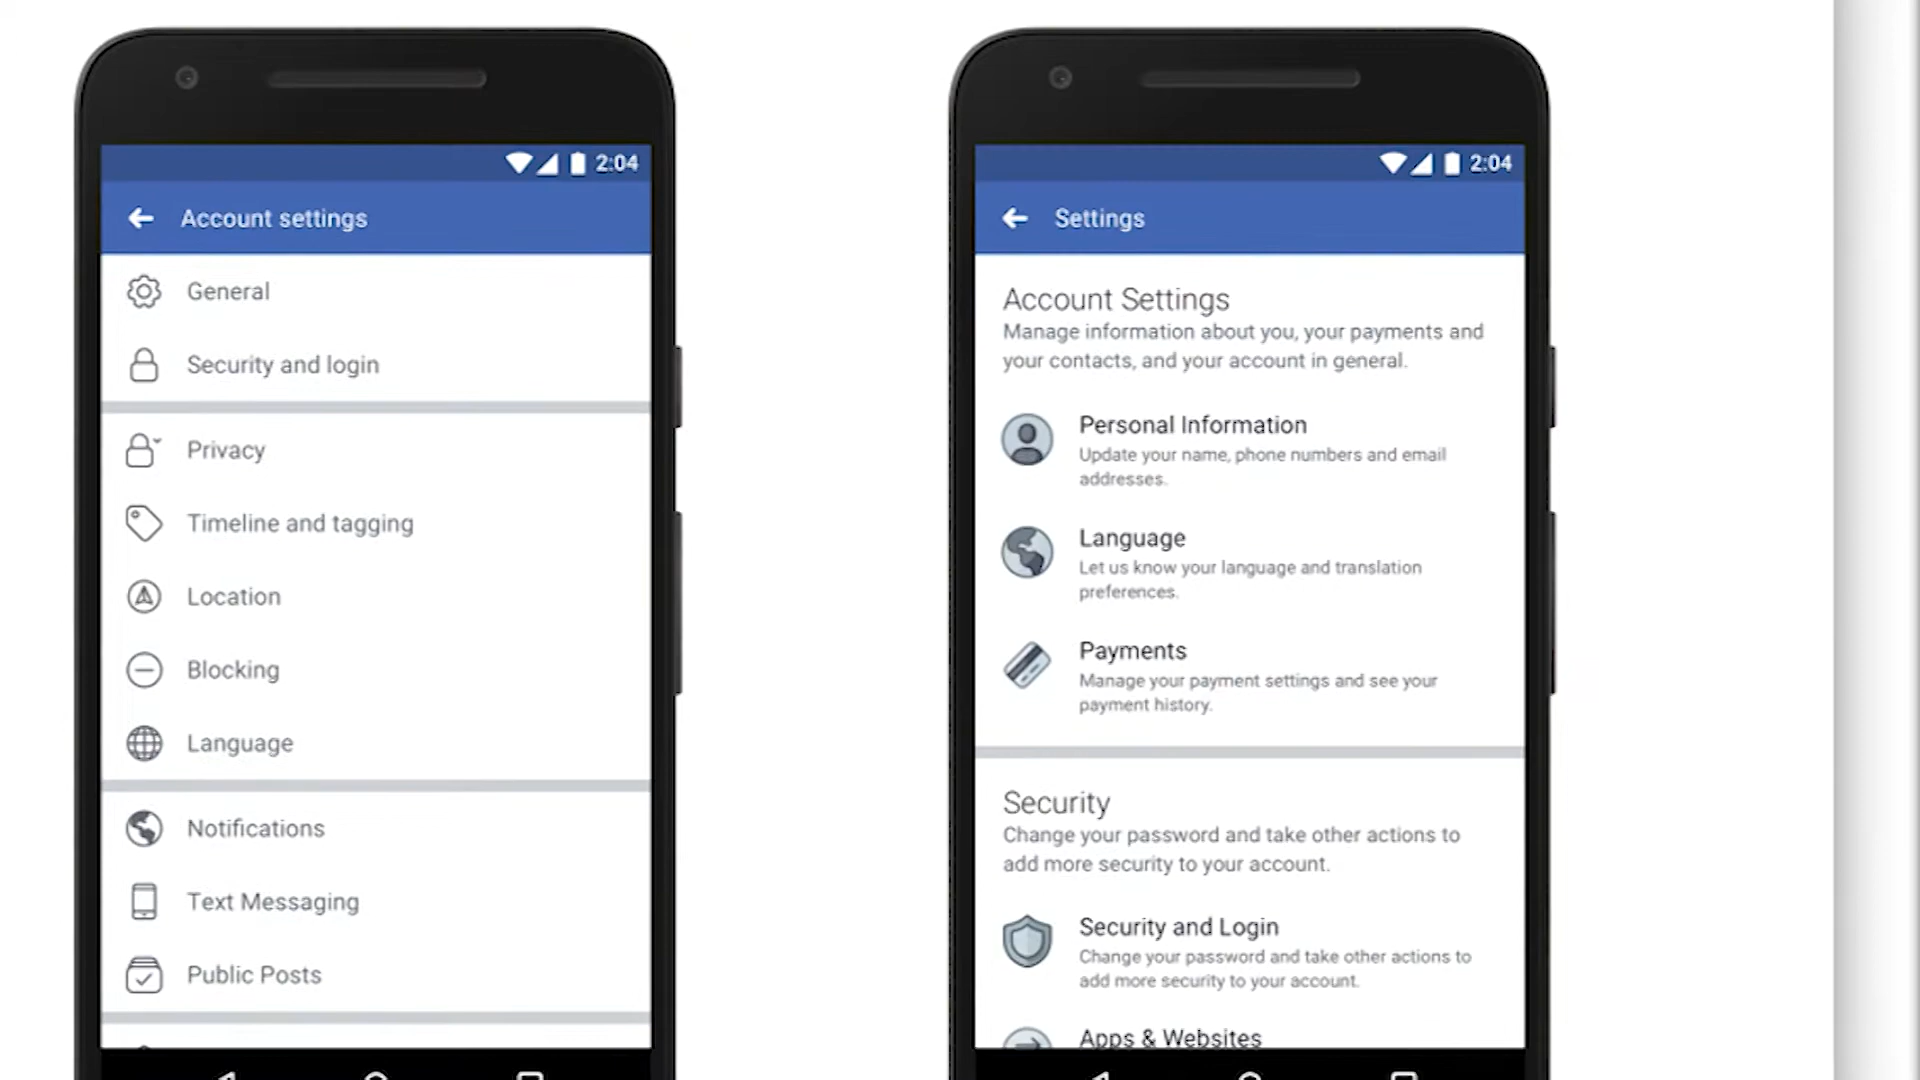 2:04
Account settings
General
Security and login
Privacy
Timeline and tagging
Location
Blocking
Language
Notifications
Text Messaging
Public Posts
2:04
Settings
Account Settings
Manage information about you, your payments and
your contacts, and your account in general.
Personal Information
Update your name, phone numbers and email
addresses.
Language
Let us know your language and translation
preferences.
Payments
Manage your payment settings and see your
payment history.
Security
Change your password and take other actions to
add more security to your account.
Security and Login
Change your password and take other actions to
add more security to your account.
Apps & Websites